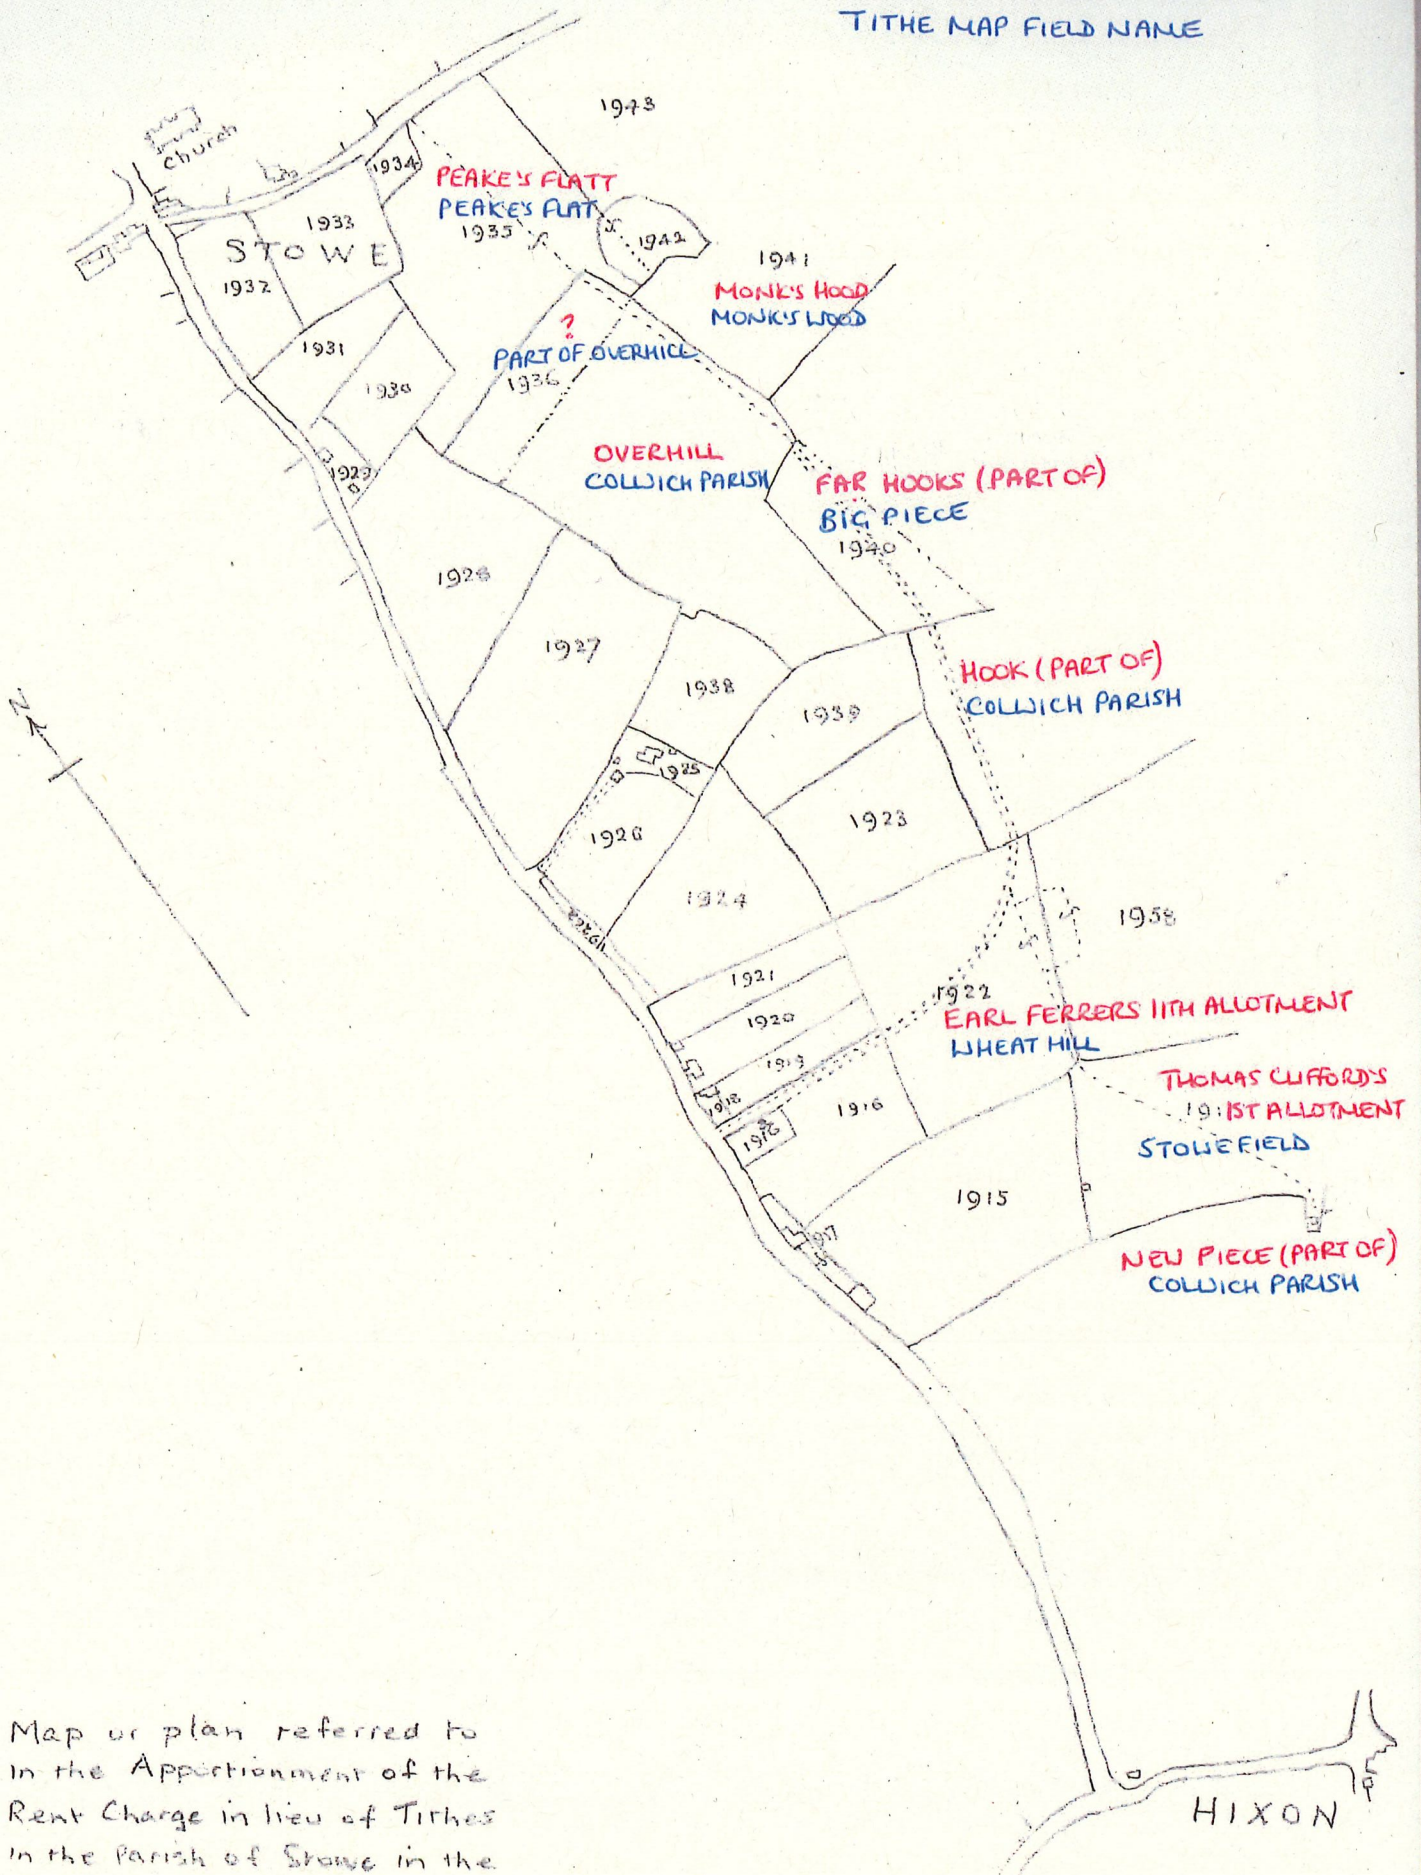 TITHE MAP FIELD NAME
church
1943
1934
PEAKE'S FLATT
PEAKE'S FLAT
1935
1933
STOWE
1932
1942
1941
MONK'S HOOD
MONK'S WOOD
?
PART OF OVERHILL
1936
1931
1930
1929
OVERHILL
COLWICH PARISH
FAR HOOKS (PART OF)
BIG PIECE
1940
1928
1927
1938
1939
HOOK (PART OF)
COLWICH PARISH
N
1925
1926
1923
1924
1958
1921
1922
1920
EARL FERRERS 11TH ALLOTMENT
WHEAT HILL
1919
1918
1916
THOMAS CLIFFORD'S
1ST ALLOTMENT
STOWEFIELD
1915
1917
NEW PIECE (PART OF)
COLWICH PARISH
Map or plan referred to
in the Apportionment of the
Rent Charge in lieu of Tithes
in the Parish of Stowe in the
HIXON